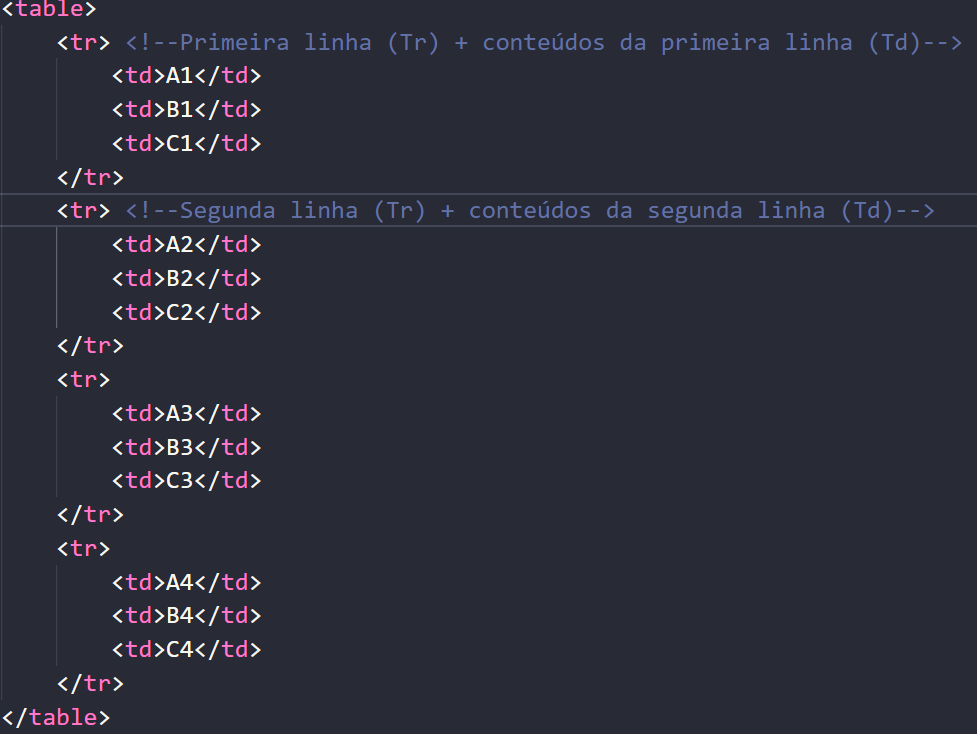 <table>
<tr> <!--Primeira linha (Tr) + conteúdos da primeira linha (Td)-->
<td>A1</td>
<td>B1</td>
<td>C1</td>
</tr>
<tr> <!--Segunda linha (Tr) + conteúdos da segunda linha (Td)-->
<td>A2</td>
<td>B2</td>
<td>C2</td>
</tr>
<tr>
<td>A3</td>
<td>B3</td>
<td>C3</td>
</tr>
<tr>
<td>A4</td>
<td>B4</td>
<td>C4</td>
</tr>
</table>